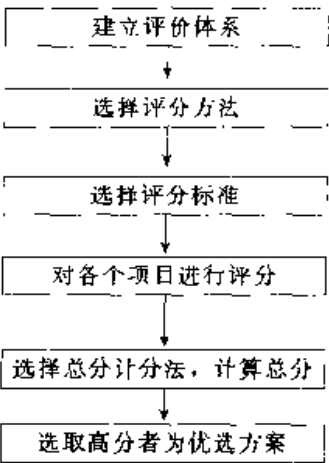 建立评价体系
选择评分方法
选择评分标准
对各个项目进行评分
选择总分计分法，计算总分
选取高分者为优选方案